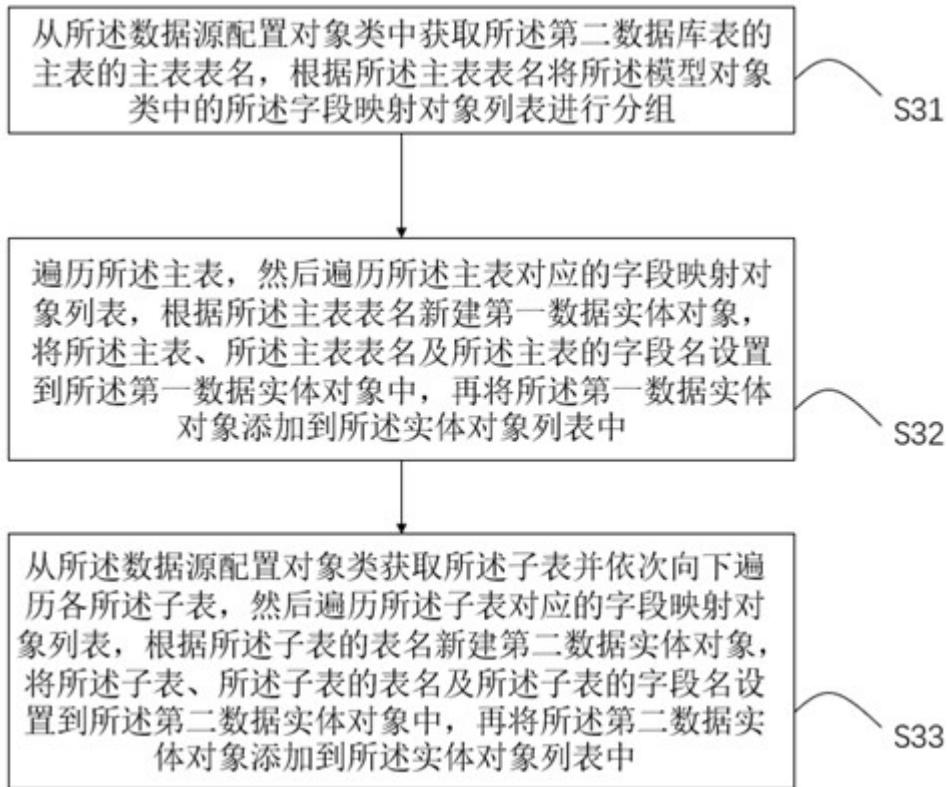 从所述数据源配置对象类中获取所述第二数据库表的
主表的主表表名，根据所述主表表名将所述模型对象
类中的所述字段映射对象列表进行分组
S31
遍历所述主表，然后遍历所述主表对应的字段映射对
象列表，根据所述主表表名新建第一数据实体对象，
将所述主表、所述主表表名及所述主表的字段名设置
到所述第一数据实体对象中，再将所述第一数据实体
对象添加到所述实体对象列表中
S32
从所述数据源配置对象类获取所述子表并依次向下遍
历各所述子表，然后遍历所述子表对应的字段映射对
象列表，根据所述子表的表名新建第二数据实体对象，
将所述子表、所述子表的表名及所述子表的字段名设
置到所述第二数据实体对象中，再将所述第二数据实
体对象添加到所述实体对象列表中
S33